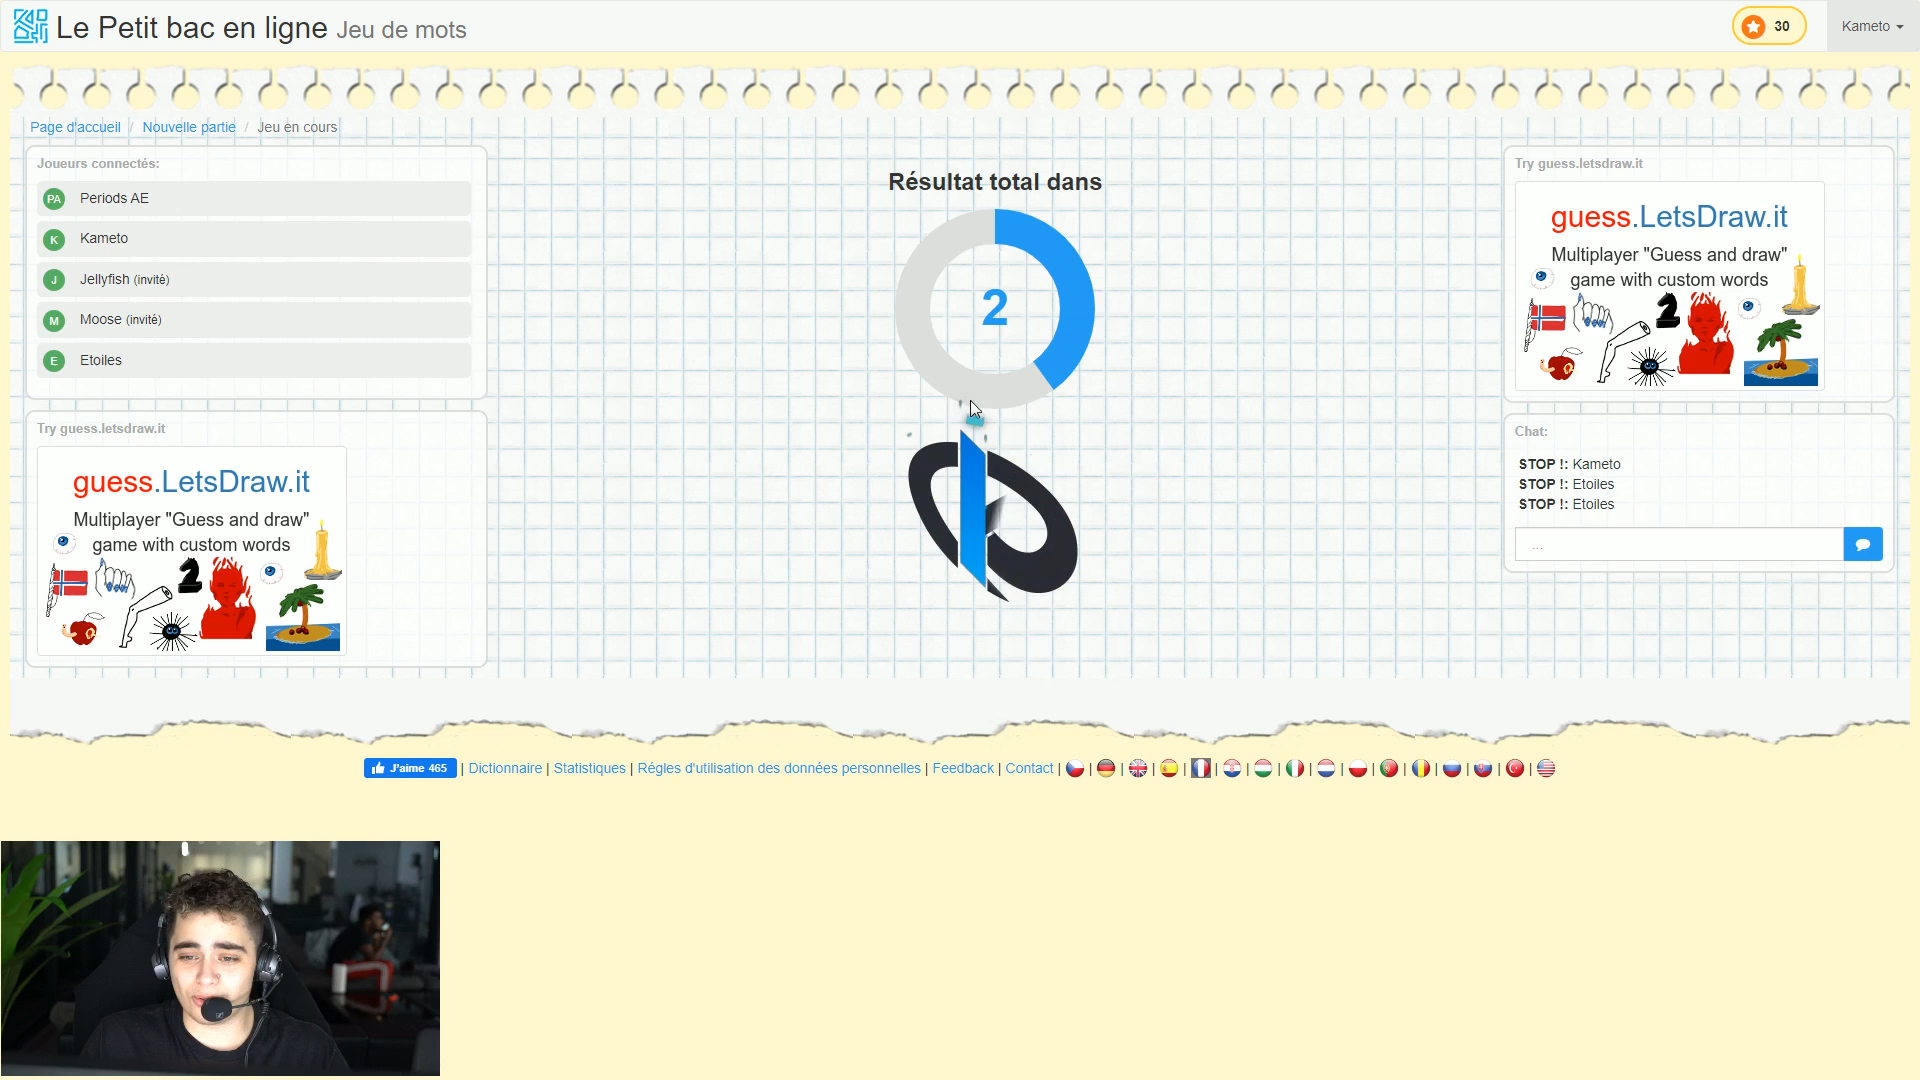 Le Petit bac en ligne Jeu de mots
30
Kameto
Page d'accueil / Nouvelle partie / Jeu en cours
Joueurs connectés:
PA Periods AE
K Kameto
J Jellyfish (invité)
M Moose (invité)
E Etoiles
Try guess.letsdraw.it
guess.LetsDraw.it
Multiplayer "Guess and draw"
game with custom words
Résultat total dans
2
Try guess.letsdraw.it
guess.LetsDraw.it
Multiplayer "Guess and draw"
game with custom words
Chat:
STOP !: Kameto
STOP !: Etoiles
STOP !: Etoiles
...
J'aime 465 | Dictionnaire | Statistiques | Régles d'utilisation des données personnelles | Feedback | Contact | | | | | | | | | | | | | | | |